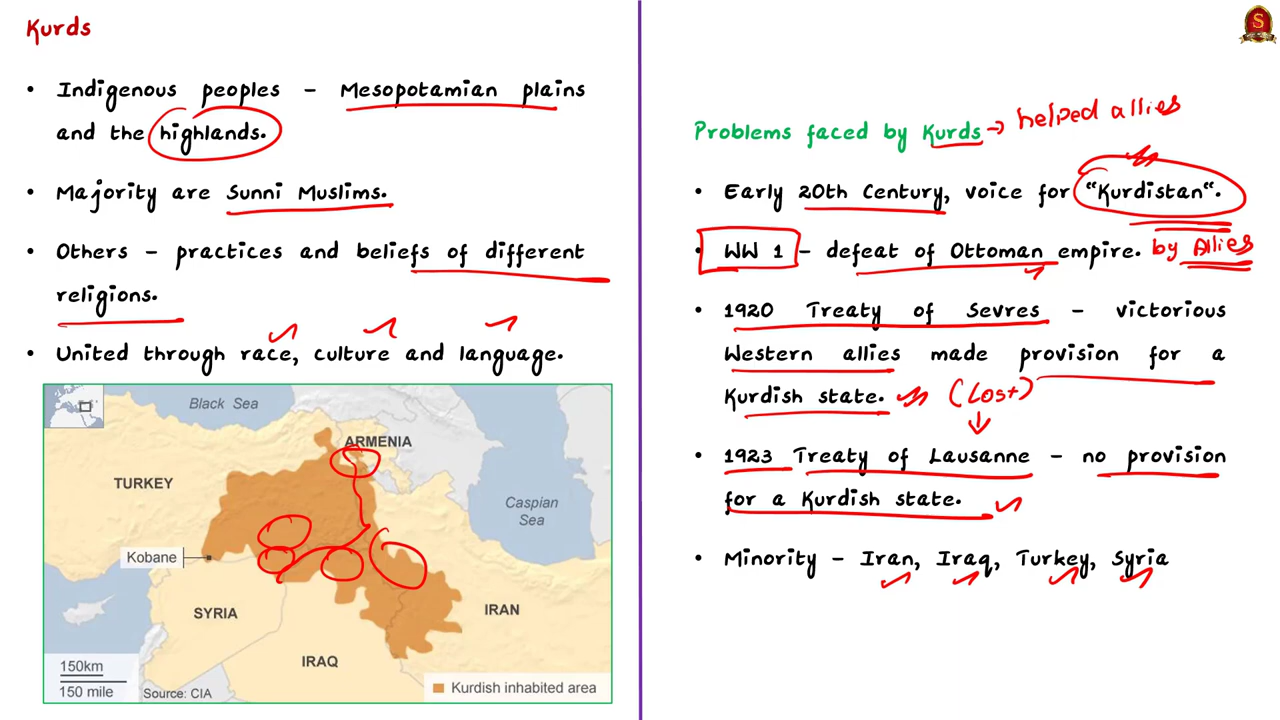 Kurds
• Indigenous peoples – Mesopotamian plains
and the highlands.
• Majority are Sunni Muslims.
• Others – practices and beliefs of different
religions.
• United through race, culture and language.
Black Sea
ARMENIA
TURKEY
Caspian
Sea
Kobane
SYRIA
IRAN
IRAQ
150km
150 mile
Source: CIA
Kurdish inhabited area
S
Problems faced by Kurds → helped allies
• Early 20th Century, voice for "Kurdistan".
• WW 1 – defeat of Ottoman empire. by Allies
• 1920 Treaty of Sevres – victorious
Western allies made provision for a
Kurdish state. (Lost)
• 1923 Treaty of Lausanne – no provision
for a Kurdish state.
• Minority – Iran, Iraq, Turkey, Syria